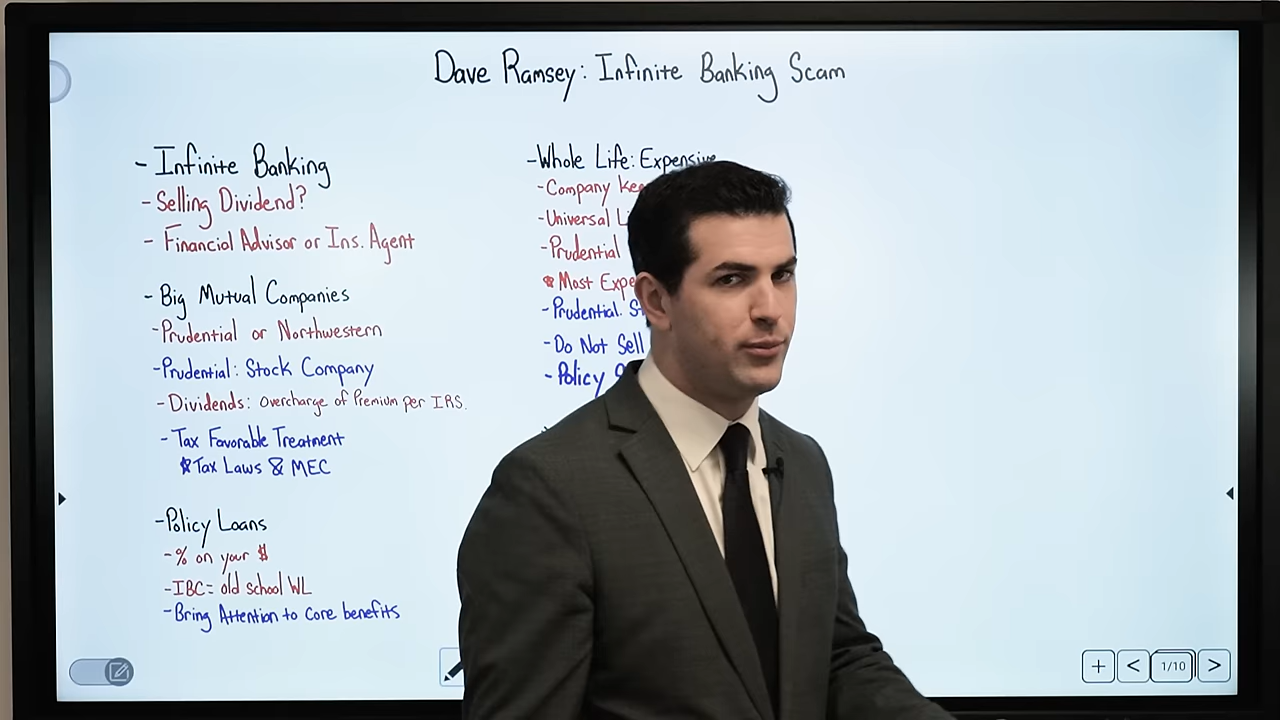 Dave Ramsey: Infinite Banking Scam
- Infinite Banking
- Selling Dividend?
- Financial Advisor or Ins. Agent
- Big Mutual Companies
- Prudential or Northwestern
- Prudential: Stock Company
- Dividends: Overcharge of Premium per IRS.
- Tax Favorable Treatment
* Tax Laws & MEC
- Policy Loans
- % on your $
- IBC= old school WL
- Bring Attention to core benefits
- Whole Life: Expensive
- Company
- Universal
- Prudential
* Most
- Prudential.
- Do Not Sell
- Policy
+ < 1/10 >